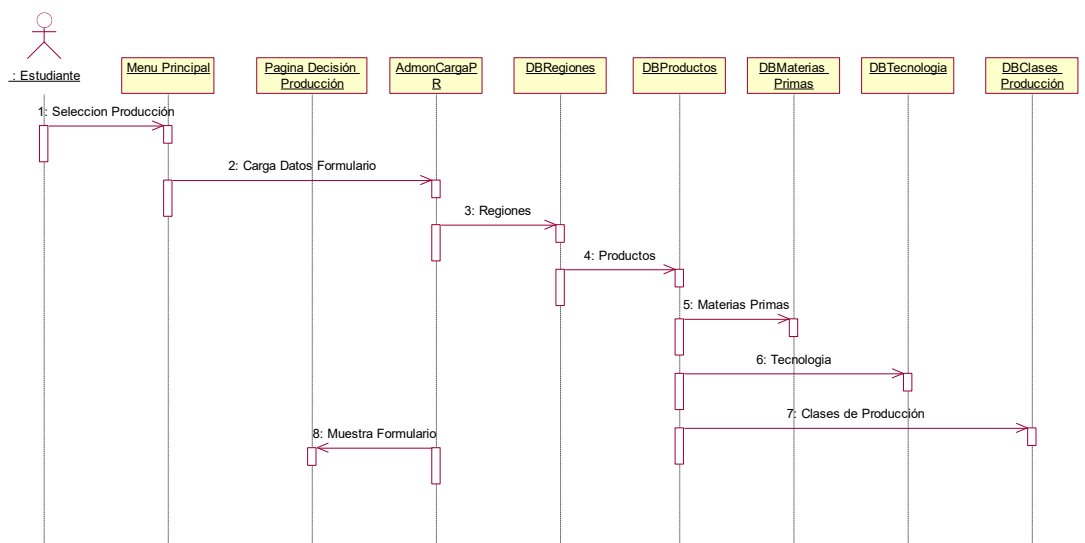 : Estudiante
Menu Principal
Pagina Decisión
Producción
AdmonCargaP
R
DBRegiones
DBProductos
DBMaterias
Primas
DBTecnologia
DBClases
Producción
1: Seleccion Producción
2: Carga Datos Formulario
3: Regiones
4: Productos
5: Materias Primas
6: Tecnologia
7: Clases de Producción
8: Muestra Formulario